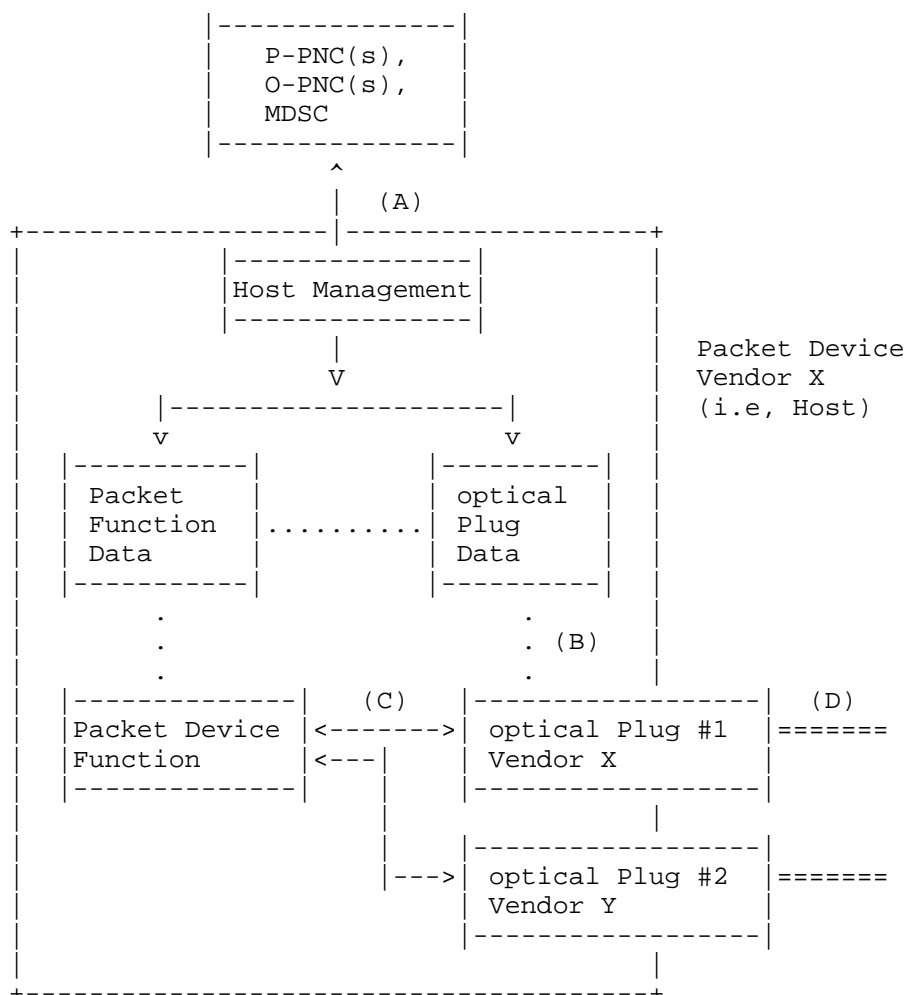 P-PNC(s),
O-PNC(s),
MDSC
(A)
Host Management
Packet Device
Vendor X
(i.e, Host)
Packet
Function
Data
optical
Plug
Data
(B)
(C)
(D)
Packet Device
Function
optical Plug #1
Vendor X
optical Plug #2
Vendor Y